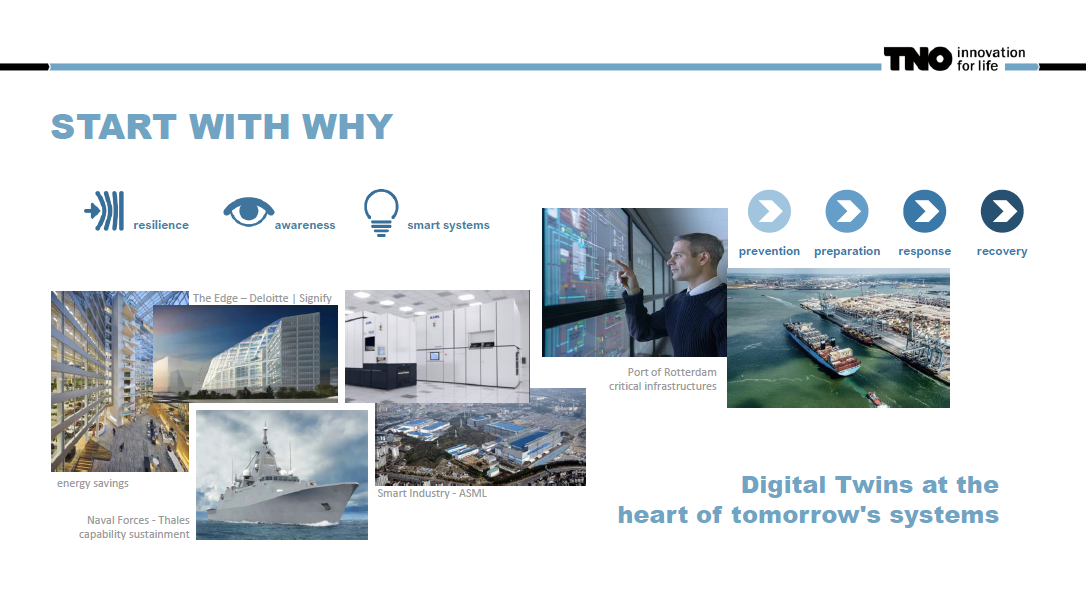 TNO innovation
for life
START WITH WHY
resilience
awareness
smart systems
prevention
preparation
response
recovery
The Edge – Deloitte | Signify
energy savings
Naval Forces - Thales
capability sustainment
ASML
Smart Industry - ASML
Port of Rotterdam
critical infrastructures
Digital Twins at the
heart of tomorrow's systems